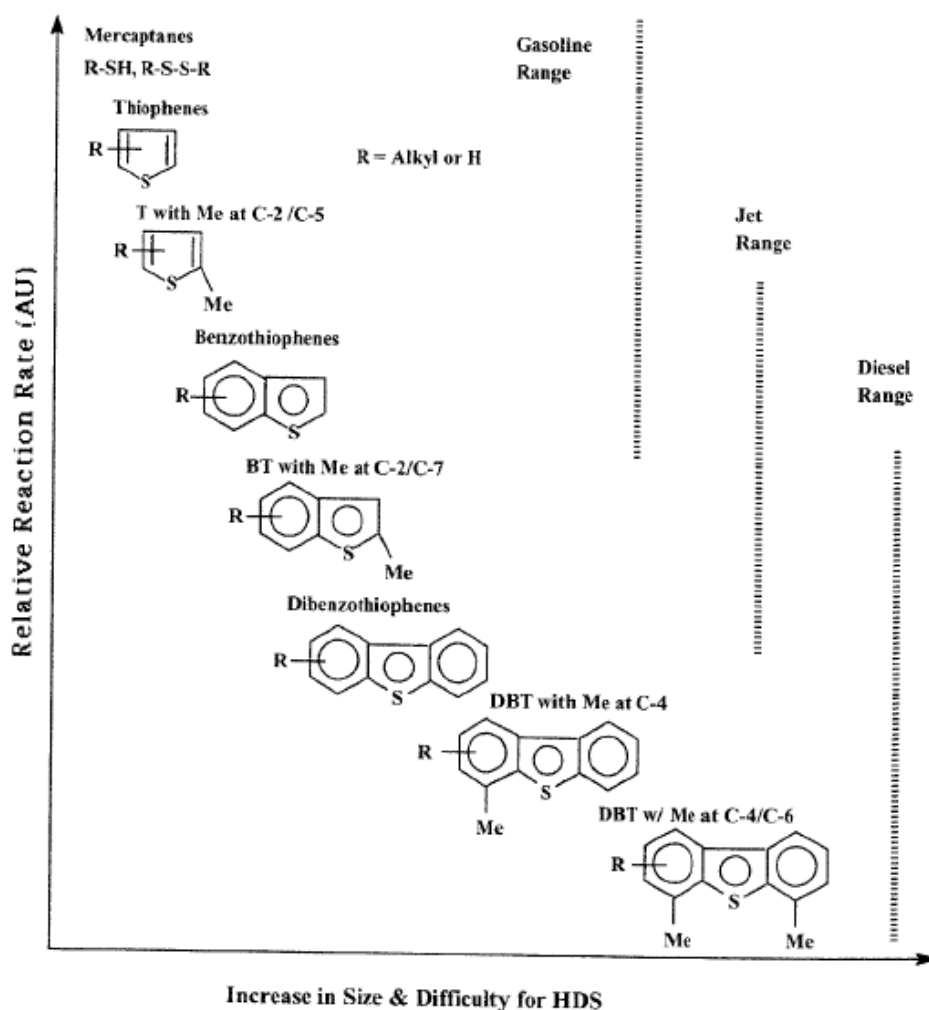 Mercaptanes
R-SH, R-S-S-R
Gasoline
Range
Thiophenes
R
S
R = Alkyl or H
T with Me at C-2 /C-5
R
S
Me
Jet
Range
Benzothiophenes
R
S
Diesel
Range
BT with Me at C-2/C-7
R
S
Me
Dibenzothiophenes
R
S
DBT with Me at C-4
R
S
Me
DBT w/ Me at C-4/C-6
R
S
Me Me
Relative Reaction Rate (AU)
Increase in Size & Difficulty for HDS